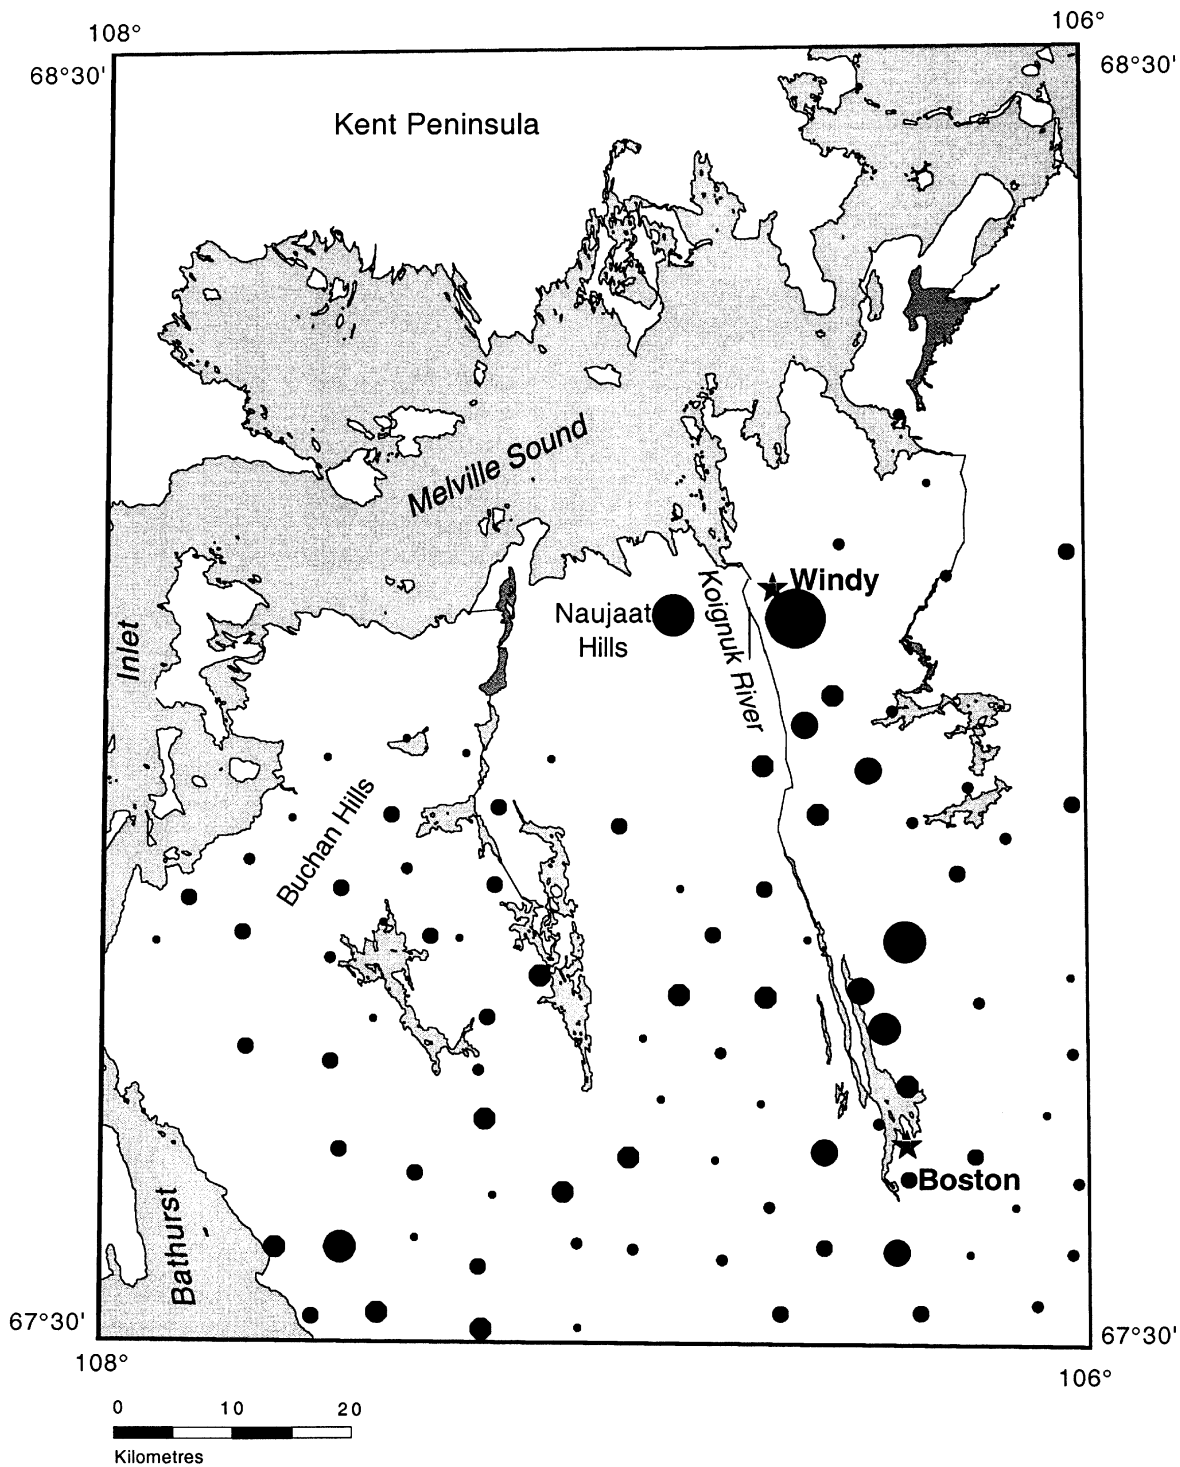 108°
106°
68°30'
68°30'
Kent Peninsula
Melville Sound
Windy
Naujaat
Hills
Koignuk River
Inlet
Buchan Hills
Boston
Bathurst
67°30'
67°30'
108°
106°
0 10 20
Kilometres